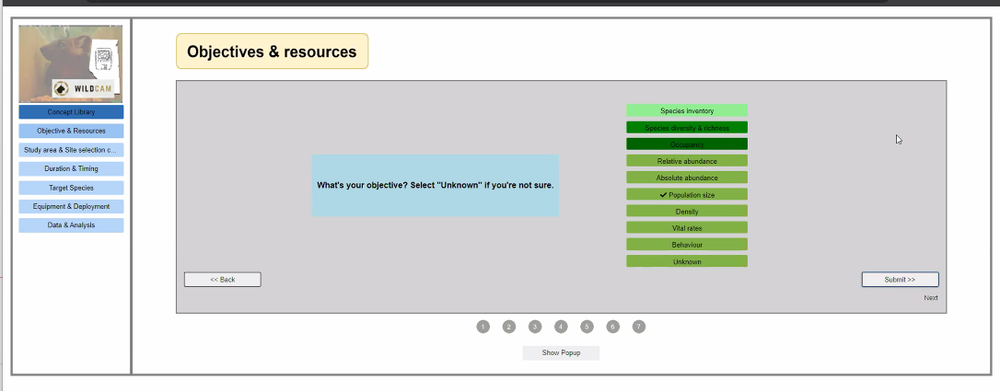 Objectives & resources
WILDCAM
Concept Library
Objective & Resources
Study area & Site selection c...
Duration & Timing
Target Species
Equipment & Deployment
Data & Analysis
What's your objective? Select "Unknown" if you're not sure.
Species inventory
Species diversity & richness
Occupancy
Relative abundance
Absolute abundance
Population size
Density
Vital rates
Behaviour
Unknown
<< Back
Submit >>
Next
1 2 3 4 5 6 7
Show Popup